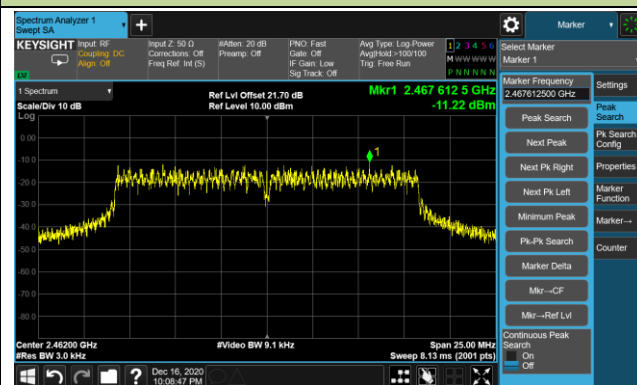 Spectrum Analyzer 1
Swept SA
Marker
KEYSIGHT
Input: RF
Coupling: DC
Align: Off
Input Z: 50 Ω
Corrections: Off
Freq Ref: Int (S)
#Atten: 20 dB
Preamp: Off
PNO: Fast
Gate: Off
IF Gain: Low
Sig Track: Off
Avg Type: Log-Power
Avg|Hold:>100/100
Trig: Free Run
1 2 3 4 5 6
M W W W W W
P N N N N N
LXI
Select Marker
Marker 1
Marker Frequency
2.467612500 GHz
Settings
Peak Search
Next Peak
Next Pk Right
Next Pk Left
Minimum Peak
Pk-Pk Search
Marker Delta
Mkr→CF
Mkr→Ref Lvl
Continuous Peak
Search
On
Off
Peak
Search
Pk Search
Config
Properties
Marker
Function
Marker→
Counter
1 Spectrum
Scale/Div 10 dB
Log
Ref Lvl Offset 21.70 dB
Ref Level 10.00 dBm
Mkr1 2.467 612 5 GHz
-11.22 dBm
1
0.00
-10.0
-20.0
-30.0
-40.0
-50.0
-60.0
-70.0
-80.0
Center 2.46200 GHz
#Res BW 3.0 kHz
#Video BW 9.1 kHz
Span 25.00 MHz
Sweep 8.13 ms (2001 pts)
?
Dec 16, 2020
10:08:47 PM